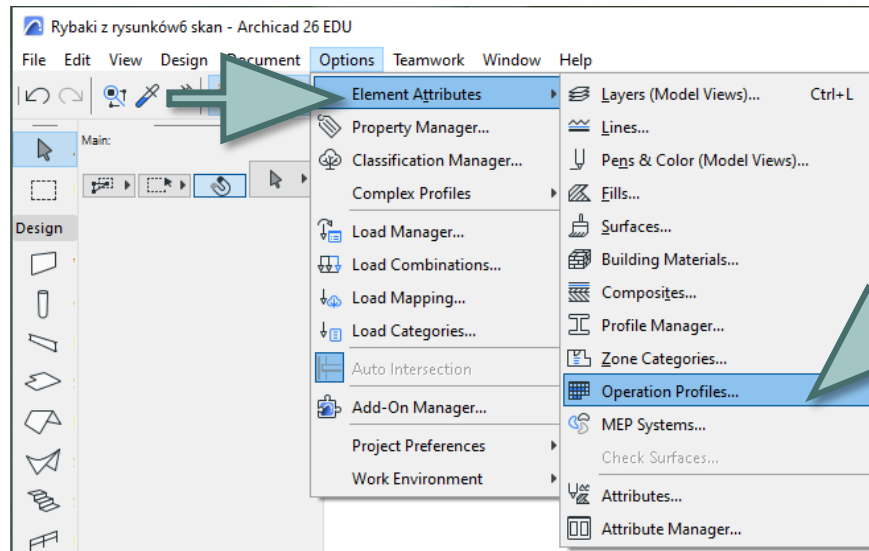 Rybaki z rysunków6 skan - Archicad 26 EDU
File Edit View Design Document Options Teamwork Window Help
Main:
Design
Element Attributes
Property Manager...
Classification Manager...
Complex Profiles
Load Manager...
Load Combinations...
Load Mapping...
Load Categories...
Auto Intersection
Add-On Manager...
Project Preferences
Work Environment
Layers (Model Views)... Ctrl+L
Lines...
Pens & Color (Model Views)...
Fills...
Surfaces...
Building Materials...
Composites...
Profile Manager...
Zone Categories...
Operation Profiles...
MEP Systems...
Check Surfaces...
Attributes...
Attribute Manager...